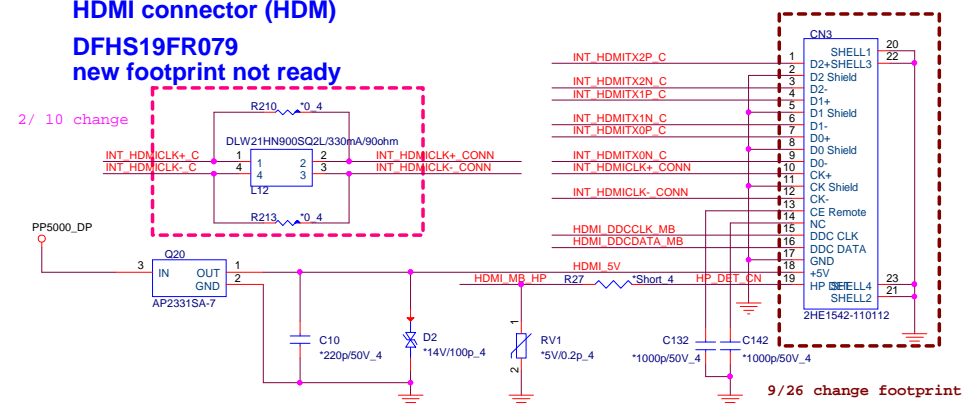 HDMI connector (HDM)
DFHS19FR079
new footprint not ready
2/ 10 change
R210 *0_4
DLW21HN900SQ2L/330mA/90ohm
INT_HDMICLK+_C 1 1 2 2 INT_HDMICLK+_CONN
INT_HDMICLK-_C 4 4 3 3 INT_HDMICLK-_CONN
L12
R213 *0_4
PP5000_DP
Q20
3 IN OUT 1
GND 2
AP2331SA-7
C10
*220p/50V_4
D2
*14V/100p_4
HDMI_5V
HDMI_MB_HP R27 *Short_4 HP_DET_CN
1
RV1
*5V/0.2p_4
2
C132
*1000p/50V_4
C142
*1000p/50V_4
CN3
SHELL1 20
INT_HDMITX2P_C 1 D2+ SHELL3 22
2 D2 Shield
INT_HDMITX2N_C 3 D2-
INT_HDMITX1P_C 4 D1+
5 D1 Shield
INT_HDMITX1N_C 6 D1-
INT_HDMITX0P_C 7 D0+
8 D0 Shield
INT_HDMITX0N_C 9 D0-
INT_HDMICLK+_CONN 10 CK+
11 CK Shield
INT_HDMICLK-_CONN 12 CK-
13 CE Remote
14 NC
HDMI_DDCCLK_MB 15 DDC CLK
HDMI_DDCDATA_MB 16 DDC DATA
17 GND
18 +5V
19 HP DET SHELL4 23
SHELL2 21
2HE1542-110112
9/26 change footprint